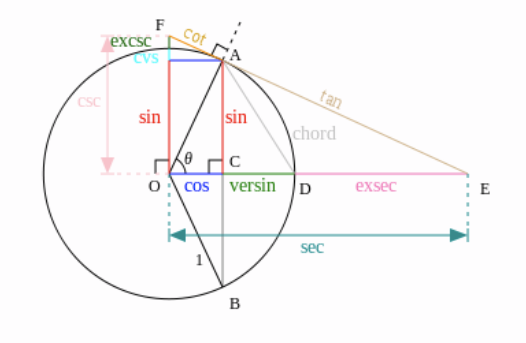 F
excsc
cot
A
cvs
csc
tan
sin
sin
chord
θ
C
O
cos
versin
D
exsec
E
sec
1
B